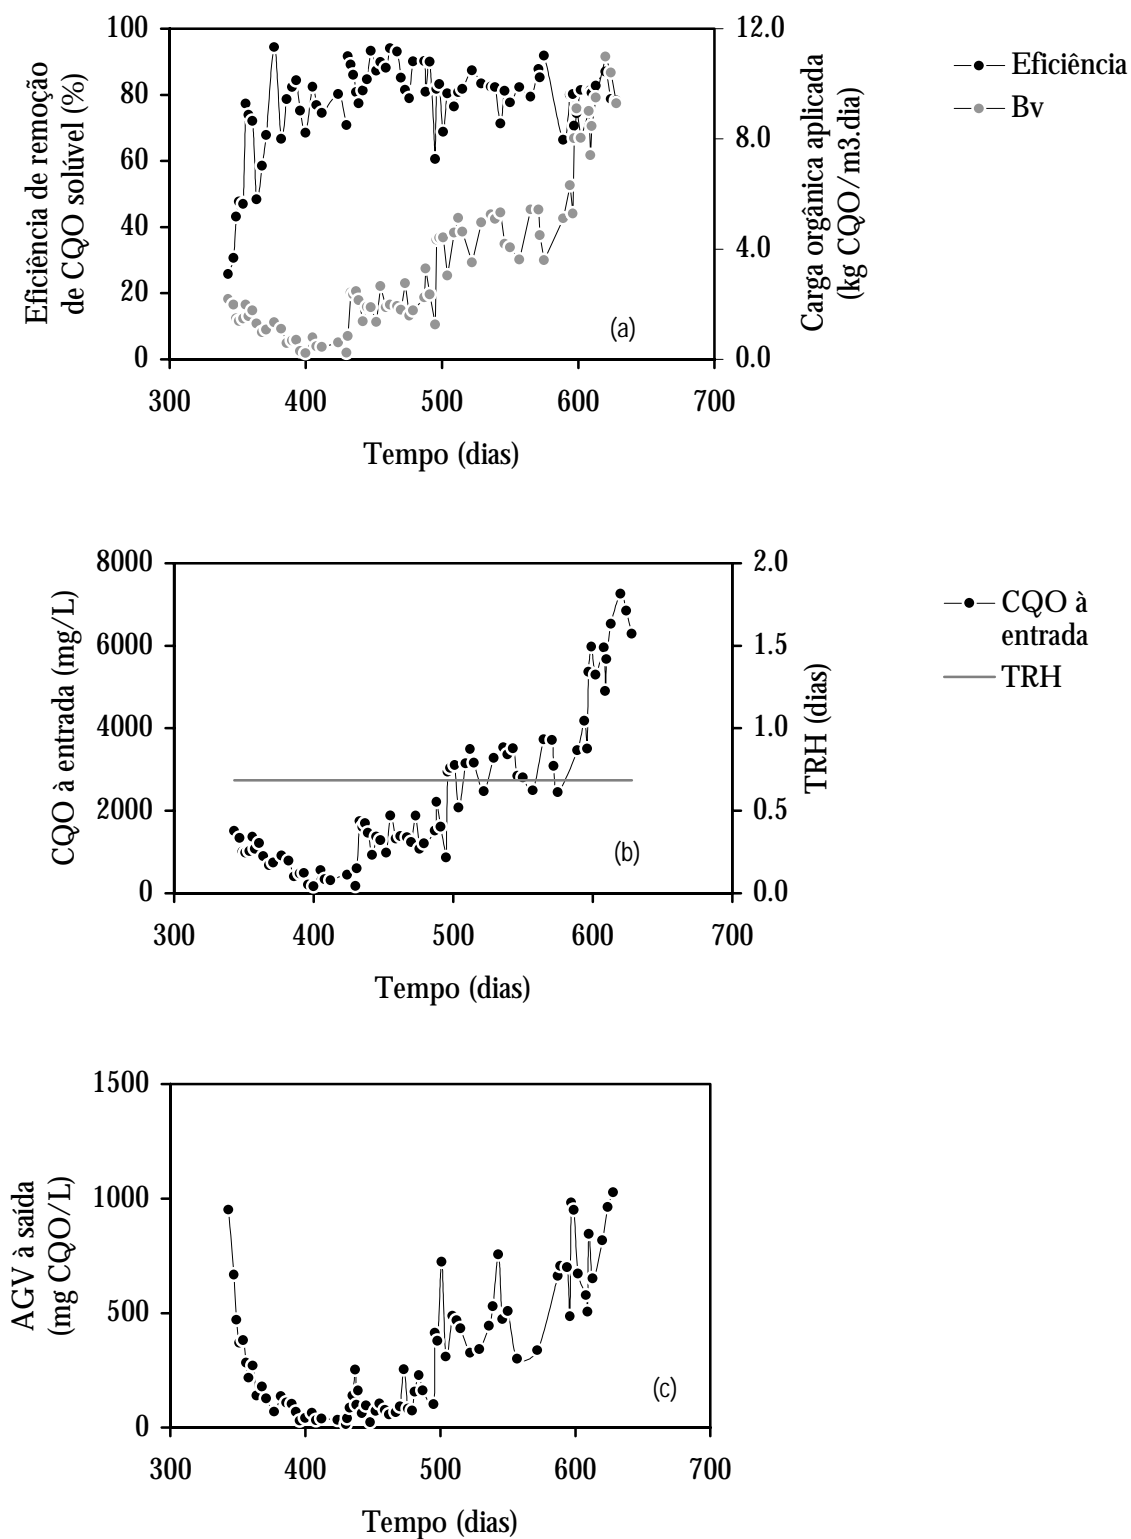 100
80
60
40
20
0
300
400
500
600
700
12.0
8.0
4.0
0.0
Eficiência de remoção
de CQO solúvel (%)
Carga orgânica aplicada
(kg CQO/m3.dia)
Tempo (dias)
(a)
Eficiência
Bv
8000
6000
4000
2000
0
300
400
500
600
700
2.0
1.5
1.0
0.5
0.0
CQO à entrada (mg/L)
TRH (dias)
Tempo (dias)
(b)
CQO à
entrada
TRH
1500
1000
500
0
300
400
500
600
700
AGV à saída
(mg CQO/L)
Tempo (dias)
(c)